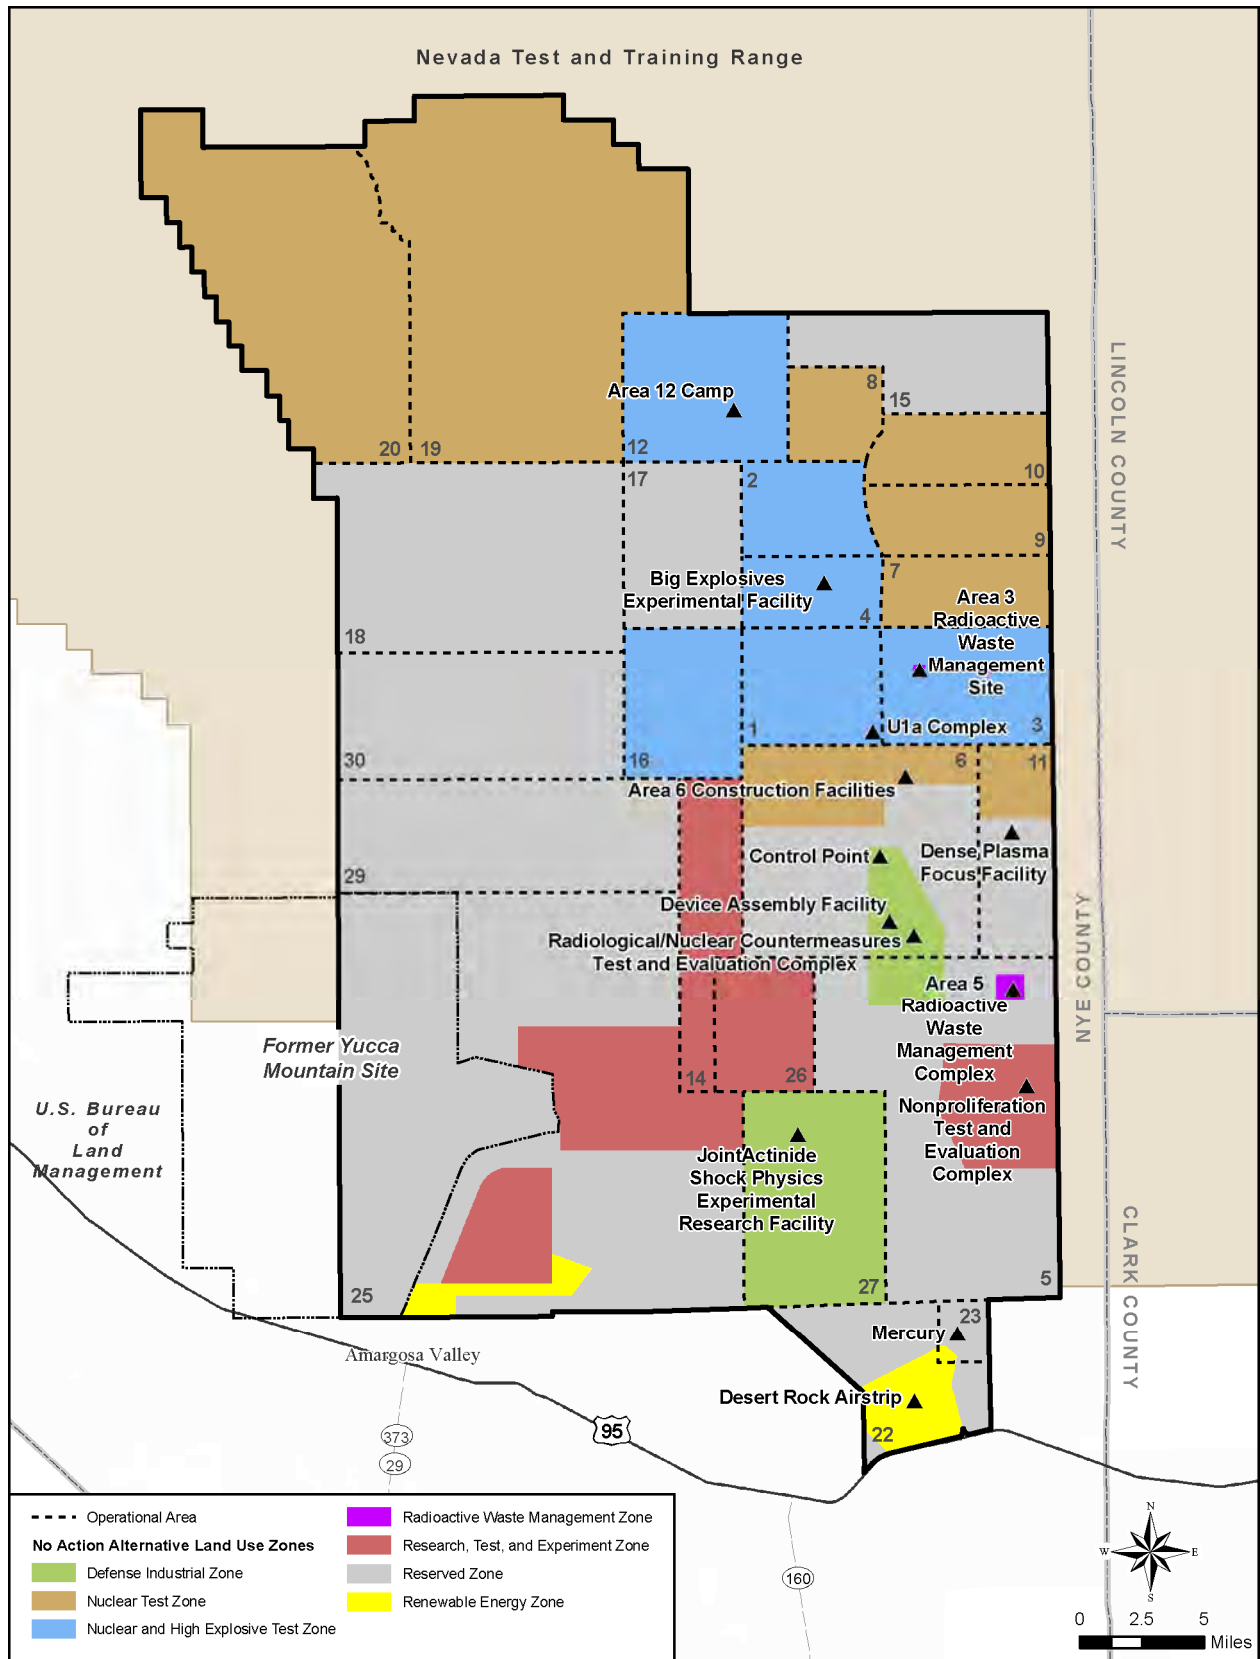 Nevada Test and Training Range
Area 12 Camp
8
15
20
19
12
10
17
2
9
Big Explosives
Experimental Facility
7
4
Area 3
Radioactive
Waste
Management
Site
18
U1a Complex
1
3
30
16
6
11
Area 6 Construction Facilities
Control Point
Dense Plasma
Focus Facility
29
Device Assembly Facility
Radiological/Nuclear Countermeasures
Test and Evaluation Complex
Area 5
Radioactive
Waste
Management
Complex
Former Yucca
Mountain Site
14
26
Nonproliferation
Test and
Evaluation
Complex
U.S. Bureau
of
Land
Management
JointActinide
Shock Physics
Experimental
Research Facility
25
27
5
23
Mercury
Amargosa Valley
Desert Rock Airstrip
22
LINCOLN COUNTY
NYE COUNTY
CLARK COUNTY
95
373
29
160
Operational Area
No Action Alternative Land Use Zones
Defense Industrial Zone
Nuclear Test Zone
Nuclear and High Explosive Test Zone
Radioactive Waste Management Zone
Research, Test, and Experiment Zone
Reserved Zone
Renewable Energy Zone
N
W
E
S
0 2.5 5
Miles